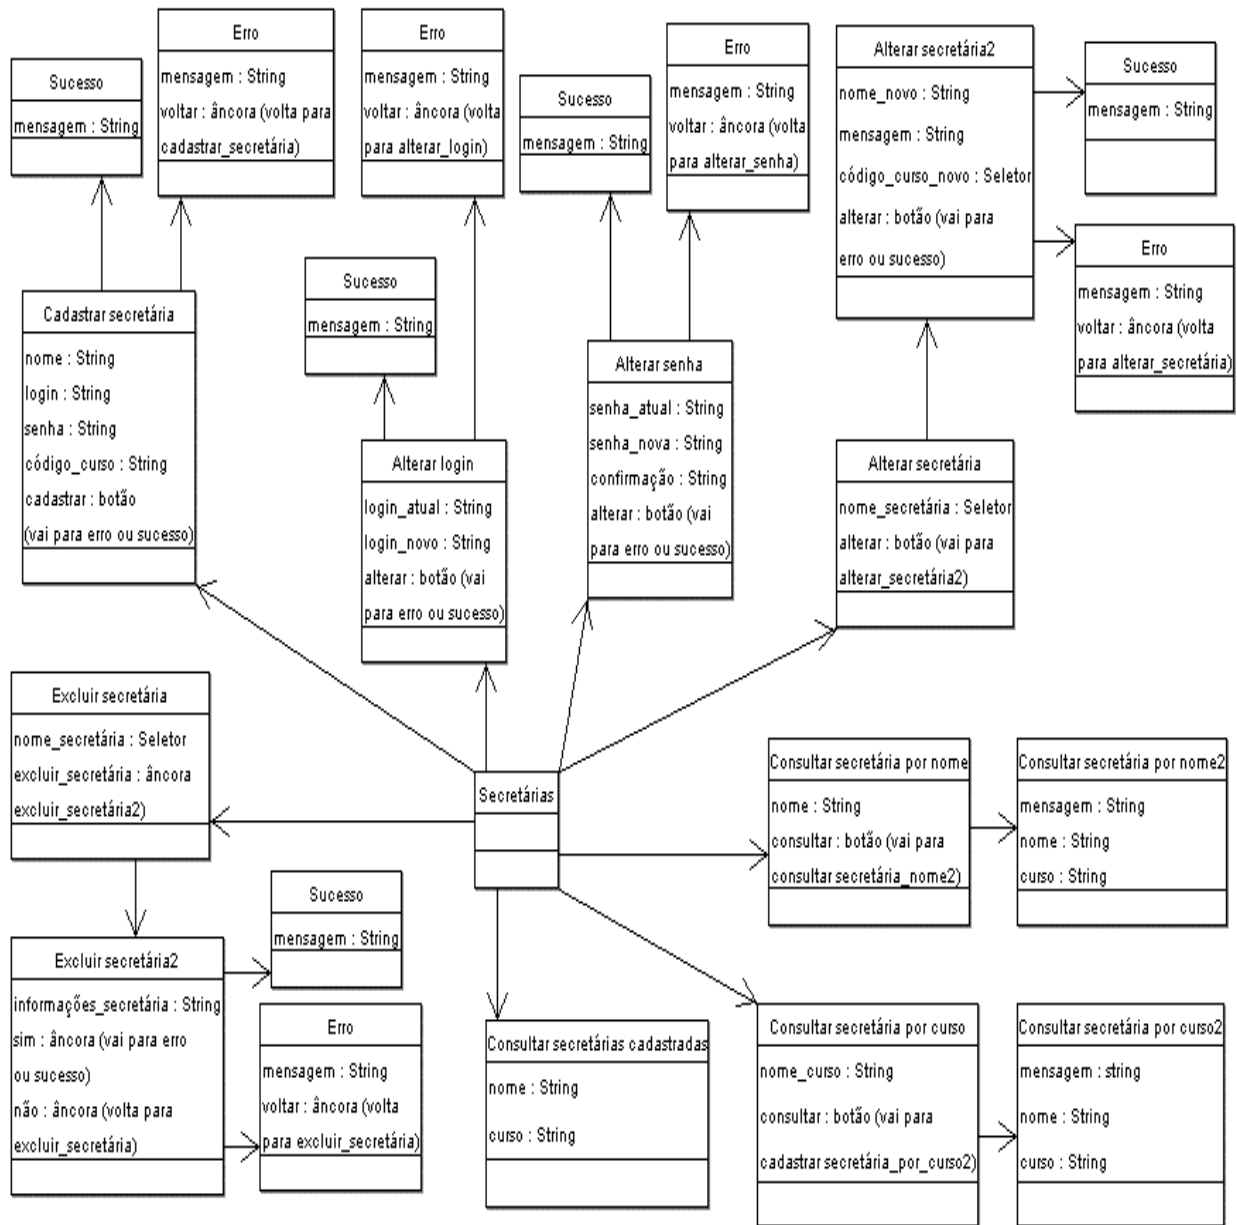 Sucesso
mensagem : String
Erro
mensagem : String
voltar : âncora (volta para
cadastrar_secretária)
Erro
mensagem : String
voltar : âncora (volta
para alterar_login)
Sucesso
mensagem : String
Erro
mensagem : String
voltar : âncora (volta
para alterar_senha)
Alterar secretária2
nome_novo : String
mensagem : String
código_curso_novo : Seletor
alterar : botão (vai para
erro ou sucesso)
Sucesso
mensagem : String
Erro
mensagem : String
voltar : âncora (volta
para alterar_secretária)
Cadastrar secretária
nome : String
login : String
senha : String
código_curso : String
cadastrar : botão
(vai para erro ou sucesso)
Sucesso
mensagem : String
Alterar login
login_atual : String
login_novo : String
alterar : botão (vai
para erro ou sucesso)
Alterar senha
senha_atual : String
senha_nova : String
confirmação : String
alterar : botão (vai
para erro ou sucesso)
Alterar secretária
nome_secretária : Seletor
alterar : botão (vai para
alterar_secretária2)
Excluir secretária
nome_secretária : Seletor
excluir_secretária : âncora
excluir_secretária2)
Secretárias
Consultar secretária por nome
nome : String
consultar : botão (vai para
consultar secretária_nome2)
Consultar secretária por nome2
mensagem : String
nome : String
curso : String
Excluir secretária2
informações_secretária : String
sim : âncora (vai para erro
ou sucesso)
não : âncora (volta para
excluir_secretária)
Sucesso
mensagem : String
Erro
mensagem : String
voltar : âncora (volta
para excluir_secretária)
Consultar secretárias cadastradas
nome : String
curso : String
Consultar secretária por curso
nome_curso : String
consultar : botão (vai para
cadastrar secretária_por_curso2)
Consultar secretária por curso2
mensagem : string
nome : String
curso : String